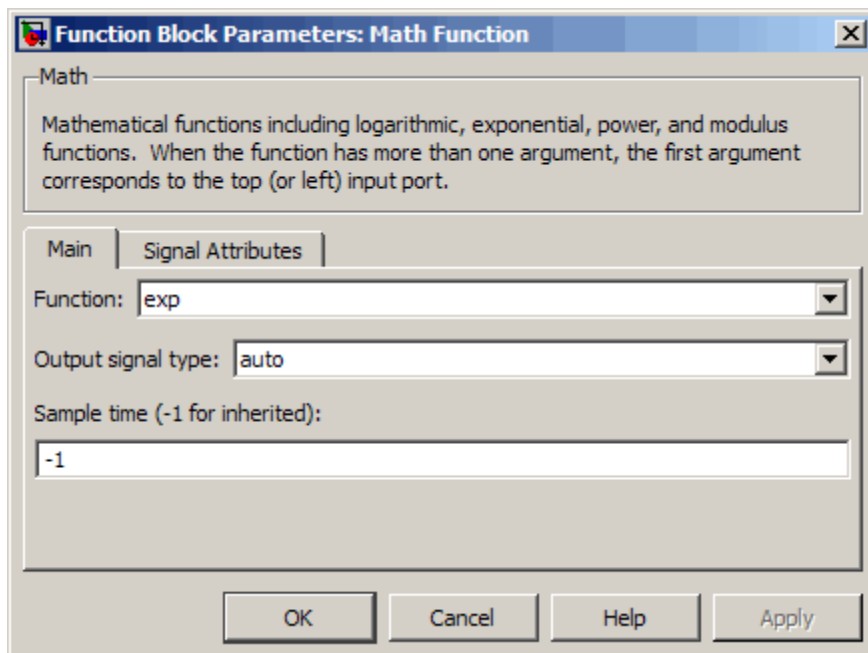 Function Block Parameters: Math Function
Math
Mathematical functions including logarithmic, exponential, power, and modulus
functions. When the function has more than one argument, the first argument
corresponds to the top (or left) input port.
Main Signal Attributes
Function: exp
Output signal type: auto
Sample time (-1 for inherited):
-1
OK Cancel Help Apply